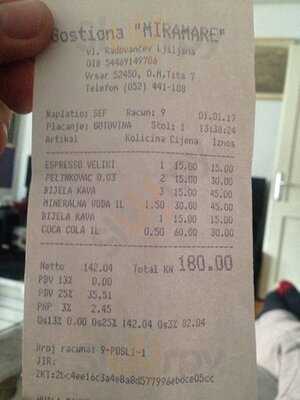 Gostiona "MIRAMARE"
vl. Radovančev Ljiljana
OIB 54469149706
Vrsar 52450, O.M.Tita 7
Telefon (052) 441-108
Naplatio: SEF Racun: 9 01.01.17
Placanje: GOTOVINA Stol: 1 13:38:24
Artikal Kolicina Cijena Iznos
ESPRESSO VELIKI 1 15.00 15.00
PELINKOVAC 0.03 2 15.00 30.00
BIJELA KAVA 3 15.00 45.00
MINERALNA VODA 1L 1.50 30.00 45.00
BIJELA KAVA 1 15.00 15.00
COCA COLA 1L 0.50 60.00 30.00
Netto 142.04 Total KN 180.00
PDV 13% 0.00
PDV 25% 35.51
PNP 3% 2.45
Os13% 0.00 Os25% 142.04 Os3% 82.04
Broj racuna: 9-POSL1-1
JIR: